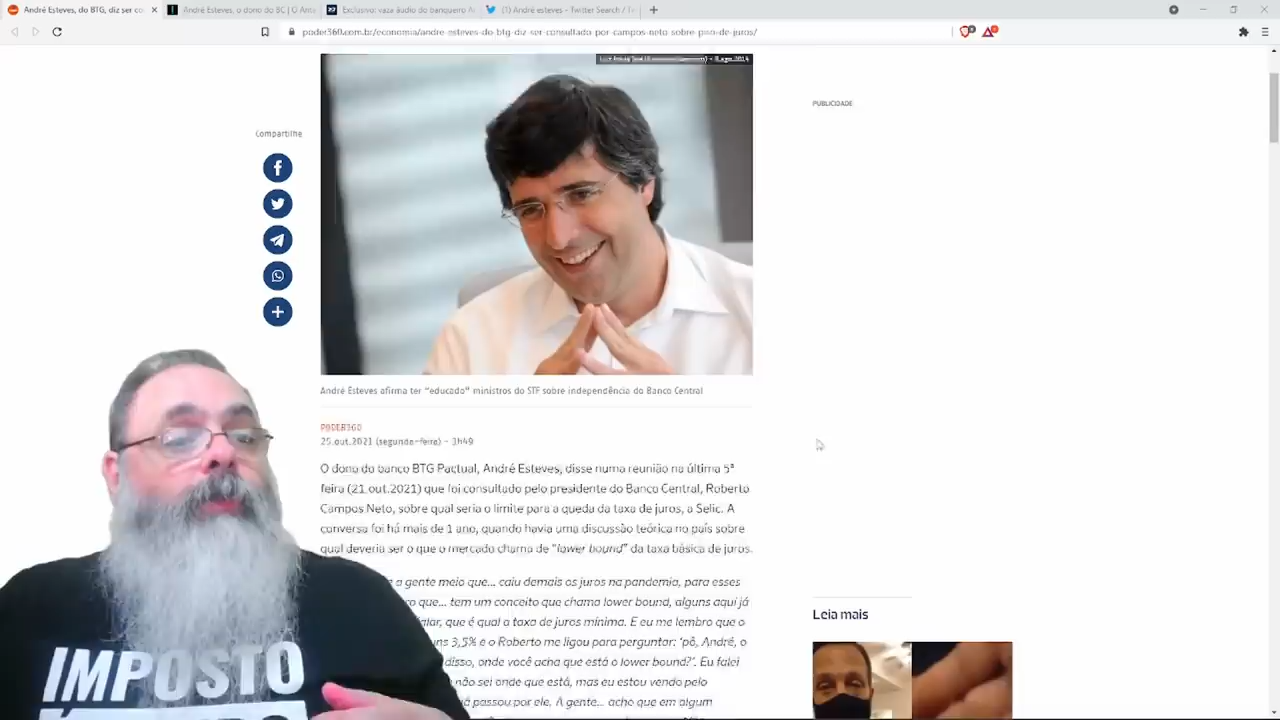 André Esteves, do BTG, diz ser co
André Esteves, o dono do BC | O Anta
Exclusivo: vaza áudo do banqueiro A
(1) André esteves - Twitter Search / Tw
poder360.com.br/economia/andre-esteves-do-btg-diz-ser-consultado-por-campos-neto-sobre-piso-de-juros/
PUBLICIDADE
Compartilhe
André Esteves afirma ter "educado" ministros do STF sobre independência do Banco Central
PODER360
25.out.2021 (segunda-feira) - 3h49
O dono do banco BTG Pactual, André Esteves, disse numa reunião na última 5ª
feira (21.out.2021) que foi consultado pelo presidente do Banco Central, Roberto
Campos Neto, sobre qual seria o limite para a queda da taxa de juros, a Selic. A
conversa foi há mais de 1 ano, quando havia uma discussão teórica no país sobre
qual deveria ser o que o mercado chama de "lower bound" da taxa básica de juros.
a gente meio que... caiu demais os juros na pandemia, para esses
que... tem um conceito que chama lower bound, alguns aqui já
alar, que é qual a taxa de juros mínima. E eu me lembro que o
uns 3,5% e o Roberto me ligou para perguntar: 'pô, André, o
disso, onde você acha que está o lower bound?'. Eu falei
não sei onde que está, mas eu estou vendo pelo
á passou por ele. A gente... acho que em algum
Leia mais
IMPOSTO